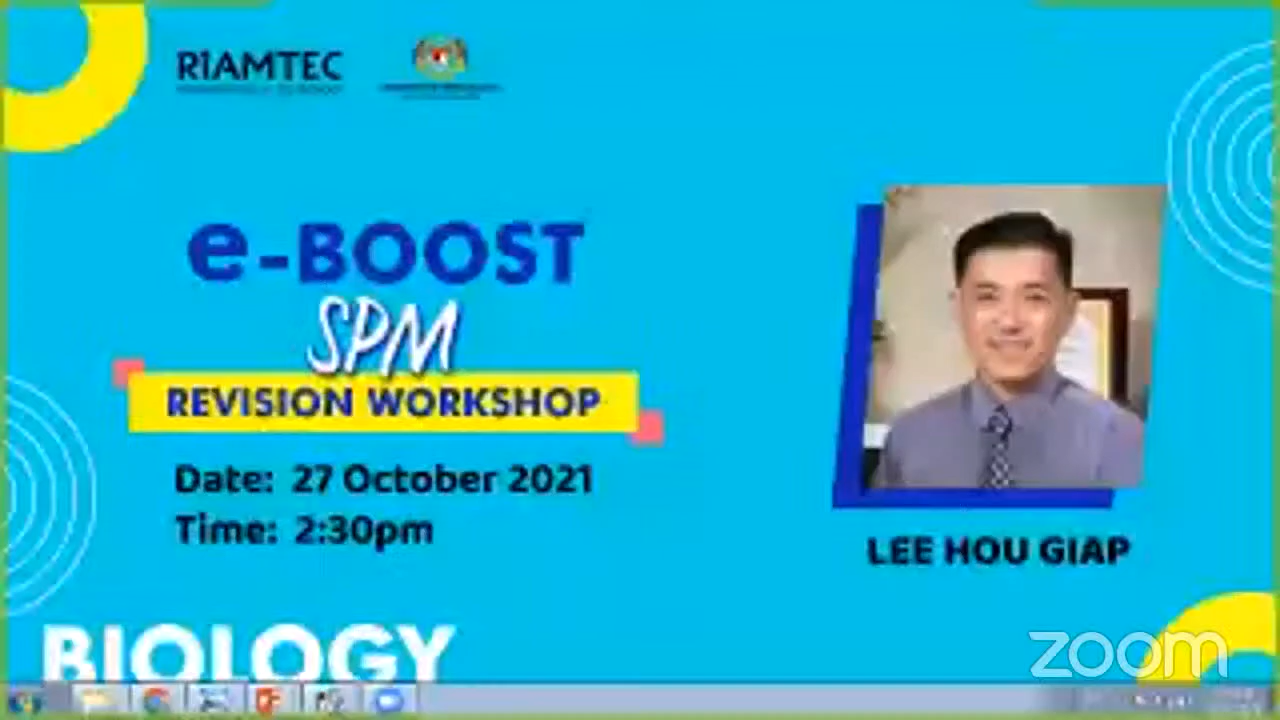 RIAMTEC
e-BOOST
SPM
REVISION WORKSHOP
Date: 27 October 2021
Time: 2:30pm
LEE HOU GIAP
BIOLOGY
zoom